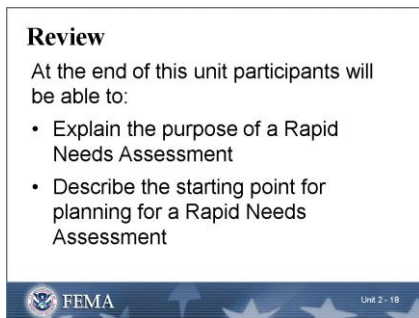 Review
At the end of this unit participants will
be able to:
• Explain the purpose of a Rapid
Needs Assessment
• Describe the starting point for
planning for a Rapid Needs
Assessment
FEMA
Unit 2 - 18